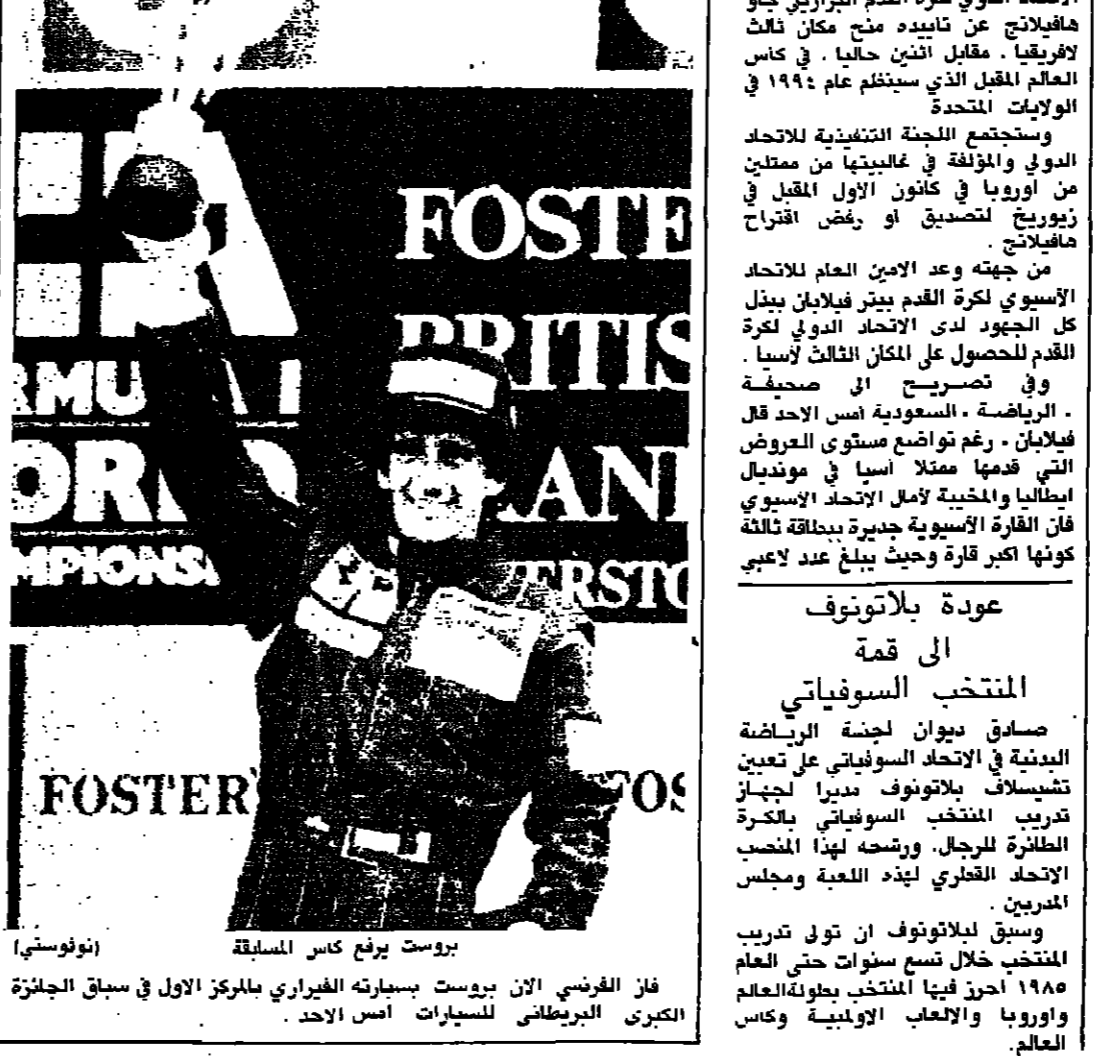 هافيلانج عن تاييده منح مكان ثالث
لافريقيا . مقابل اثنين حاليا . في كاس
العالم المقبل الذي سينظم عام ١٩٩٤ في
الولايات المتحدة
وستجتمع اللجنة التنفيذية للاتحاد
الدولي والمؤلفة في غالبيتها من ممثلين
من اوروبا في كانون الاول المقبل في
زيوريخ لتصديق او رفض اقتراح
هافيلانج .
من جهته وعد الامين العام للاتحاد
الآسيوي لكرة القدم بيتر فيلابان ببذل
كل الجهود لدى الاتحاد الدولي لكرة
القدم للحصول على المكان الثالث لآسيا .
وفي تصريح الى صحيفة
. الرياضة . السعودية امس الاحد قال
فيلابان . رغم تواضع مستوى العروض
التي قدمها ممثلا آسيا في مونديال
ايطاليا والمخيبة لآمال الاتحاد الاسيوي
فان القارة الآسيوية جديرة ببطاقة ثالثة
كونها اكبر قارة وحيث يبلغ عدد لاعبي
عودة بلاتونوف
الى قمة
المنتخب السوفياتي
صادق ديوان لجنة الرياضة
البدنية في الاتحاد السوفياتي على تعيين
تشيسلاف بلاتونوف مديرا لجهاز
تدريب المنتخب السوفياتي بالكرة
الطائرة للرجال. ورشحه لهذا المنصب
الاتحاد القطري لهذه اللعبة ومجلس
المدربين .
وسبق لبلاتونوف ان تولى تدريب
المنتخب خلال تسع سنوات حتى العام
١٩٨٥ احرز فيها المنتخب بطولة العالم
واوروبا والالعاب الاولمبية وكاس
العالم.
FOSTE
BRITIS
RMU A 1
OR
AN
MPIONS
ERSTO
FOSTER'
FOS
بروست يرفع كاس المسابقة
(نوفوستي)
فاز الفرنسي الان بروست بسيارته الفيراري بالمركز الاول في سباق الجائزة
الكبرى البريطاني للسيارات امس الاحد .